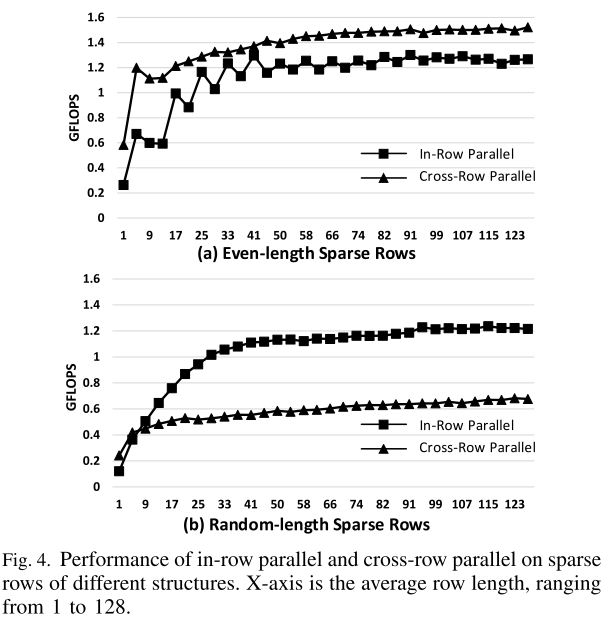 1.6
1.4
1.2
1
0.8
0.6
0.4
0.2
0
GFLOPS
In-Row Parallel
Cross-Row Parallel
1 9 17 25 33 41 50 58 66 74 82 91 99 107 115 123
(a) Even-length Sparse Rows
1.6
1.4
1.2
1
0.8
0.6
0.4
0.2
0
GFLOPS
In-Row Parallel
Cross-Row Parallel
1 9 17 25 33 41 50 58 66 74 82 91 99 107 115 123
(b) Random-length Sparse Rows
Fig. 4. Performance of in-row parallel and cross-row parallel on sparse
rows of different structures. X-axis is the average row length, ranging
from 1 to 128.